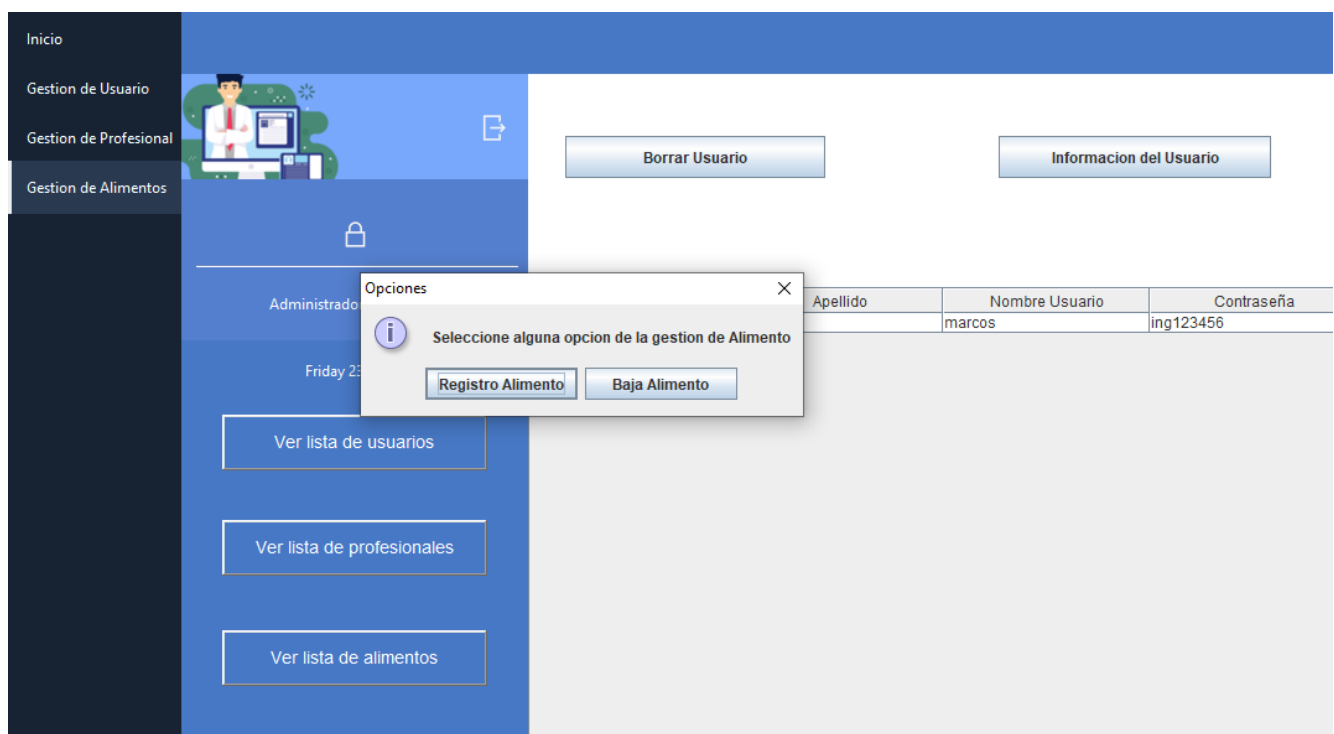 Inicio
Gestion de Usuario
Gestion de Profesional
Gestion de Alimentos
Borrar Usuario
Informacion del Usuario
Administrado
Friday 23
Ver lista de usuarios
Ver lista de profesionales
Ver lista de alimentos
Opciones
Seleccione alguna opcion de la gestion de Alimento
Registro Alimento
Baja Alimento
Apellido Nombre Usuario Contraseña
marcos ing123456